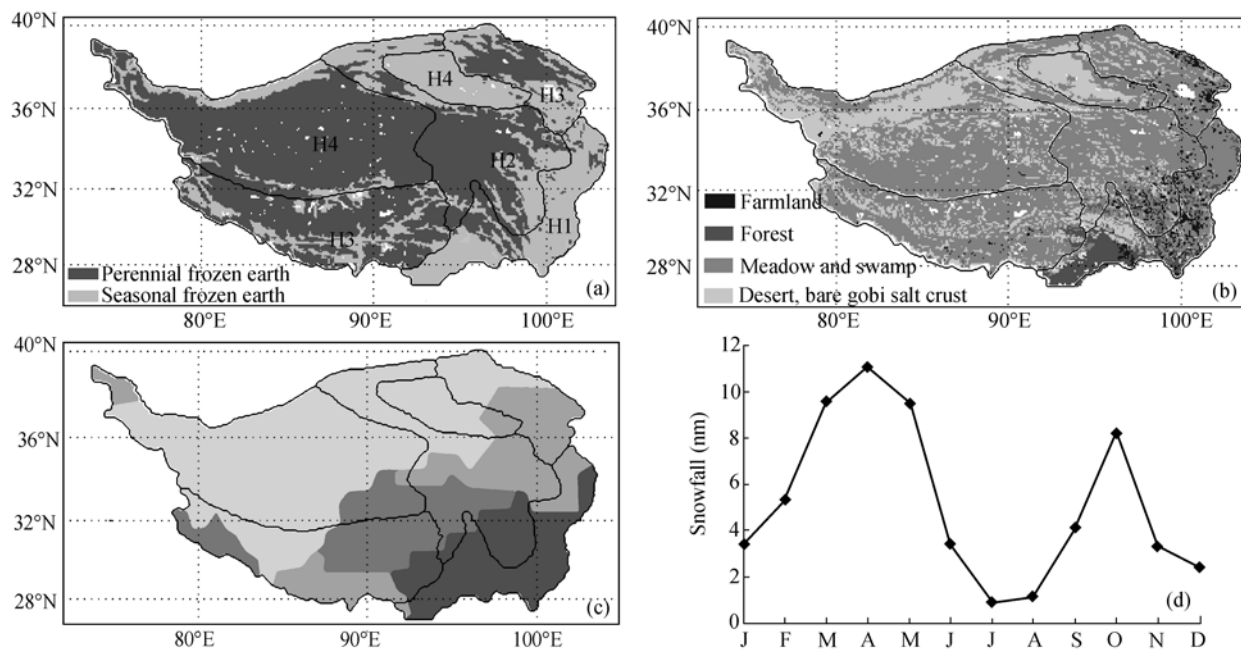 40°N
36°N
32°N
28°N
H4
H3
H4
H2
H3
H1
Perennial frozen earth
Seasonal frozen earth
(a)
80°E 90°E 100°E
40°N
36°N
32°N
28°N
Farmland
Forest
Meadow and swamp
Desert, bare gobi salt crust
(b)
80°E 90°E 100°E
40°N
36°N
32°N
28°N
(c)
80°E 90°E 100°E
Snowfall (nm)
12
10
8
6
4
2
0
(d)
J F M A M J J A S O N D